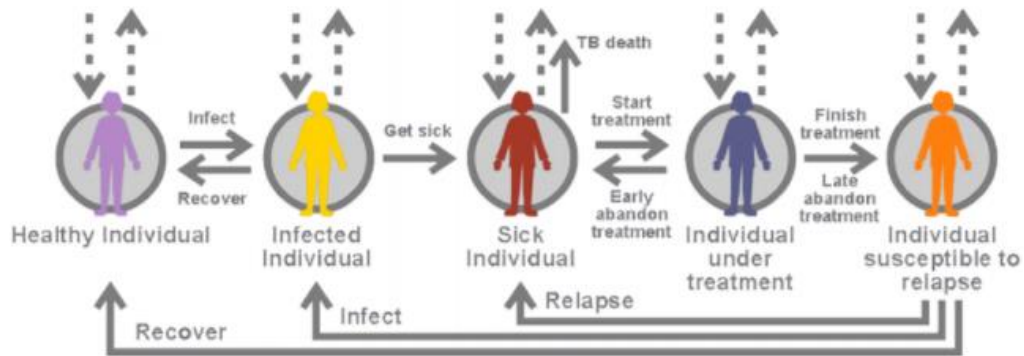 TB death
Infect
Recover
Get sick
Start
treatment
Early
abandon
treatment
Finish
treatment
Late
abandon
treatment
Healthy Individual
Infected
Individual
Sick
Individual
Individual
under
treatment
Individual
susceptible to
relapse
Relapse
Infect
Recover